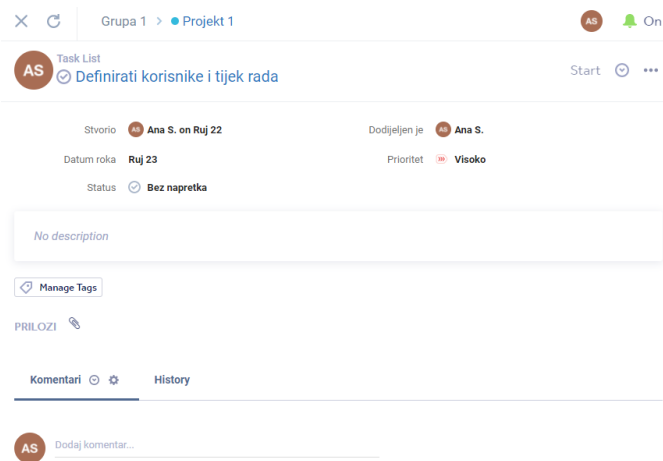 Grupa 1 > Projekt 1
AS
On
AS
Task List
Definirati korisnike i tijek rada
Start
Stvorio AS Ana S. on Ruj 22
Dodijeljen je AS Ana S.
Datum roka Ruj 23
Prioritet Visoko
Status Bez napretka
No description
Manage Tags
PRILOZI
Komentari
History
AS
Dodaj komentar...